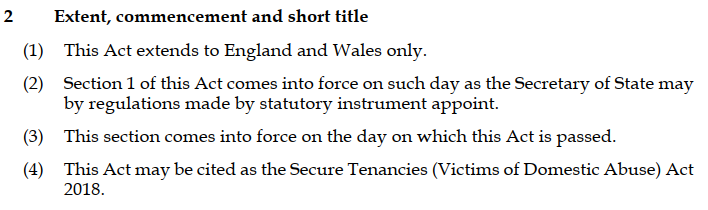 2 Extent, commencement and short title
(1) This Act extends to England and Wales only.
(2) Section 1 of this Act comes into force on such day as the Secretary of State may
by regulations made by statutory instrument appoint.
(3) This section comes into force on the day on which this Act is passed.
(4) This Act may be cited as the Secure Tenancies (Victims of Domestic Abuse) Act
2018.